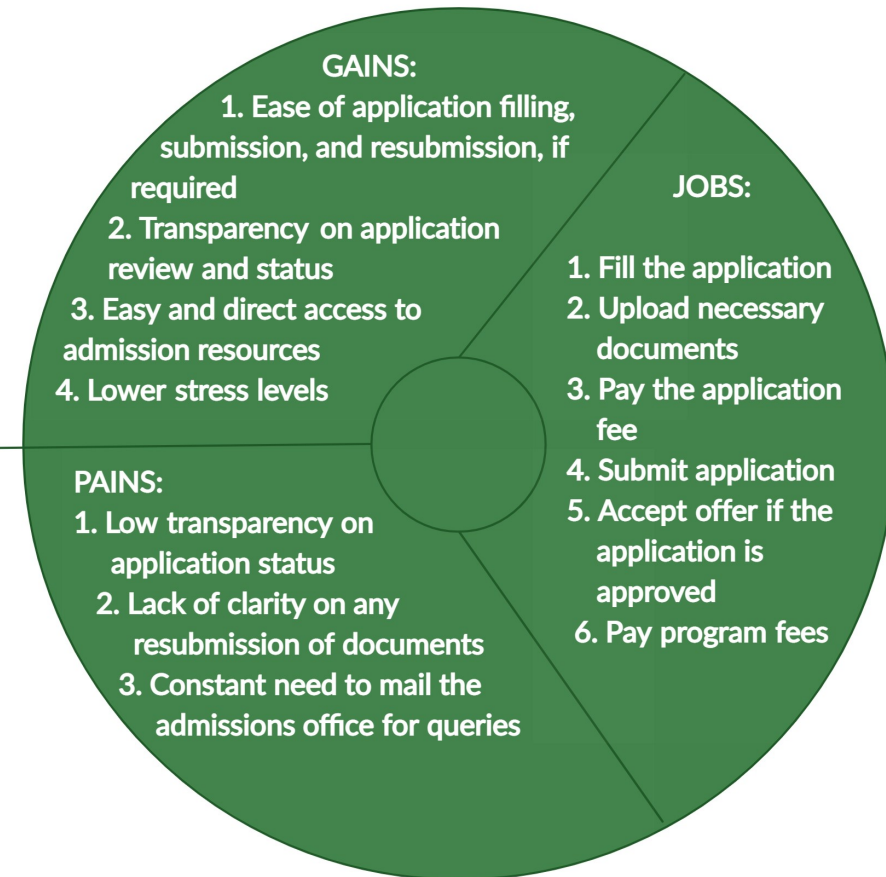 GAINS:
1. Ease of application filling,
submission, and resubmission, if
required
2. Transparency on application
review and status
3. Easy and direct access to
admission resources
4. Lower stress levels
PAINS:
1. Low transparency on
application status
2. Lack of clarity on any
resubmission of documents
3. Constant need to mail the
admissions office for queries
JOBS:
1. Fill the application
2. Upload necessary
documents
3. Pay the application
fee
4. Submit application
5. Accept offer if the
application is
approved
6. Pay program fees